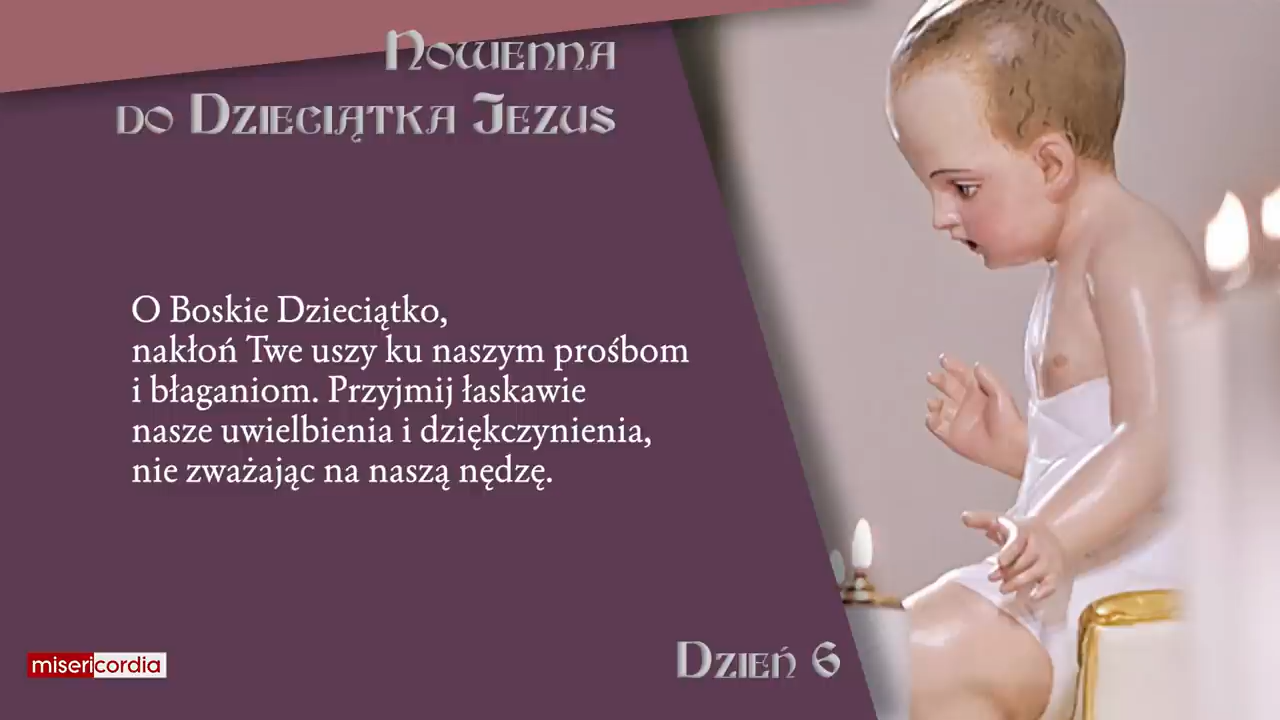 Nowenna
do Dzieciątka Jezus
O Boskie Dzieciątko,
nakłoń Twe uszy ku naszym prośbom
i błaganiom. Przyjmij łaskawie
nasze uwielbienia i dziękczynienia,
nie zważając na naszą nędzę.
misericordia
Dzień 6